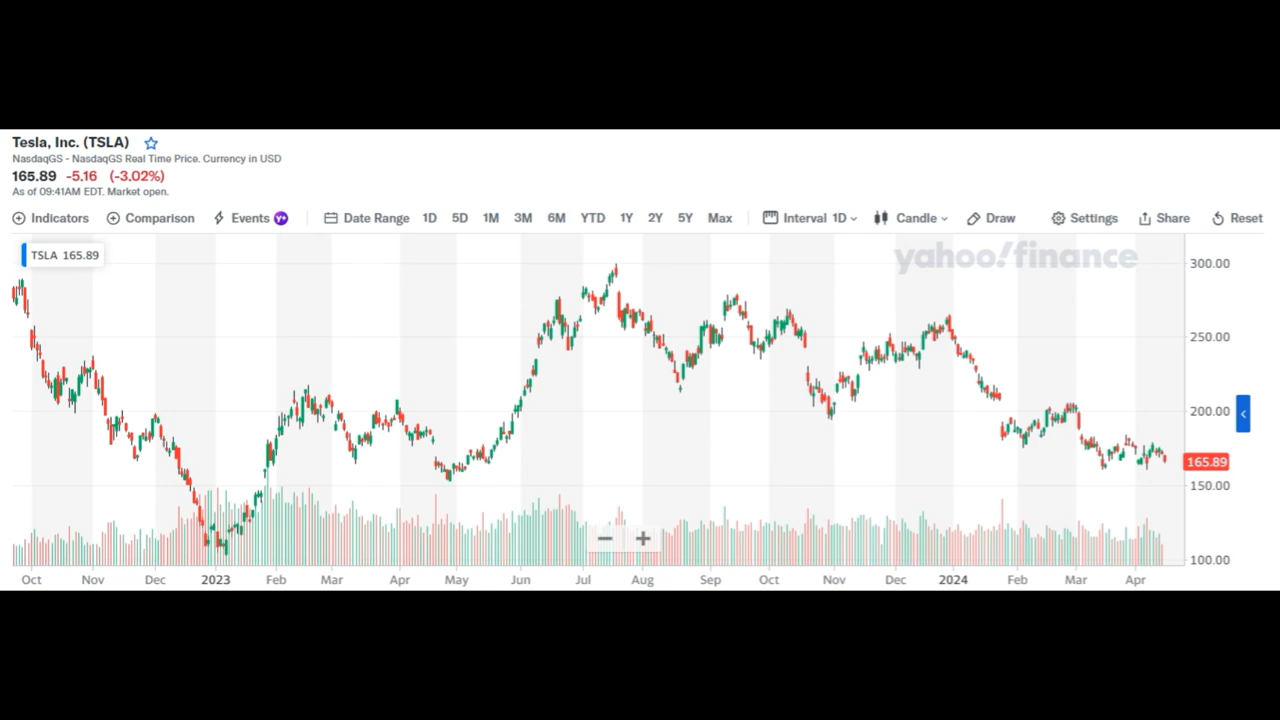 Tesla, Inc. (TSLA)
NasdaqGS - NasdaqGS Real Time Price. Currency in USD
165.89 -5.16 (-3.02%)
As of 09:41AM EDT. Market open.
Indicators Comparison Events Y+ Date Range 1D 5D 1M 3M 6M YTD 1Y 2Y 5Y Max Interval 1D Candle Draw Settings Share Reset
TSLA 165.89
yahoo!finance
300.00
250.00
200.00
165.89
150.00
100.00
Oct Nov Dec 2023 Feb Mar Apr May Jun Jul Aug Sep Oct Nov Dec 2024 Feb Mar Apr